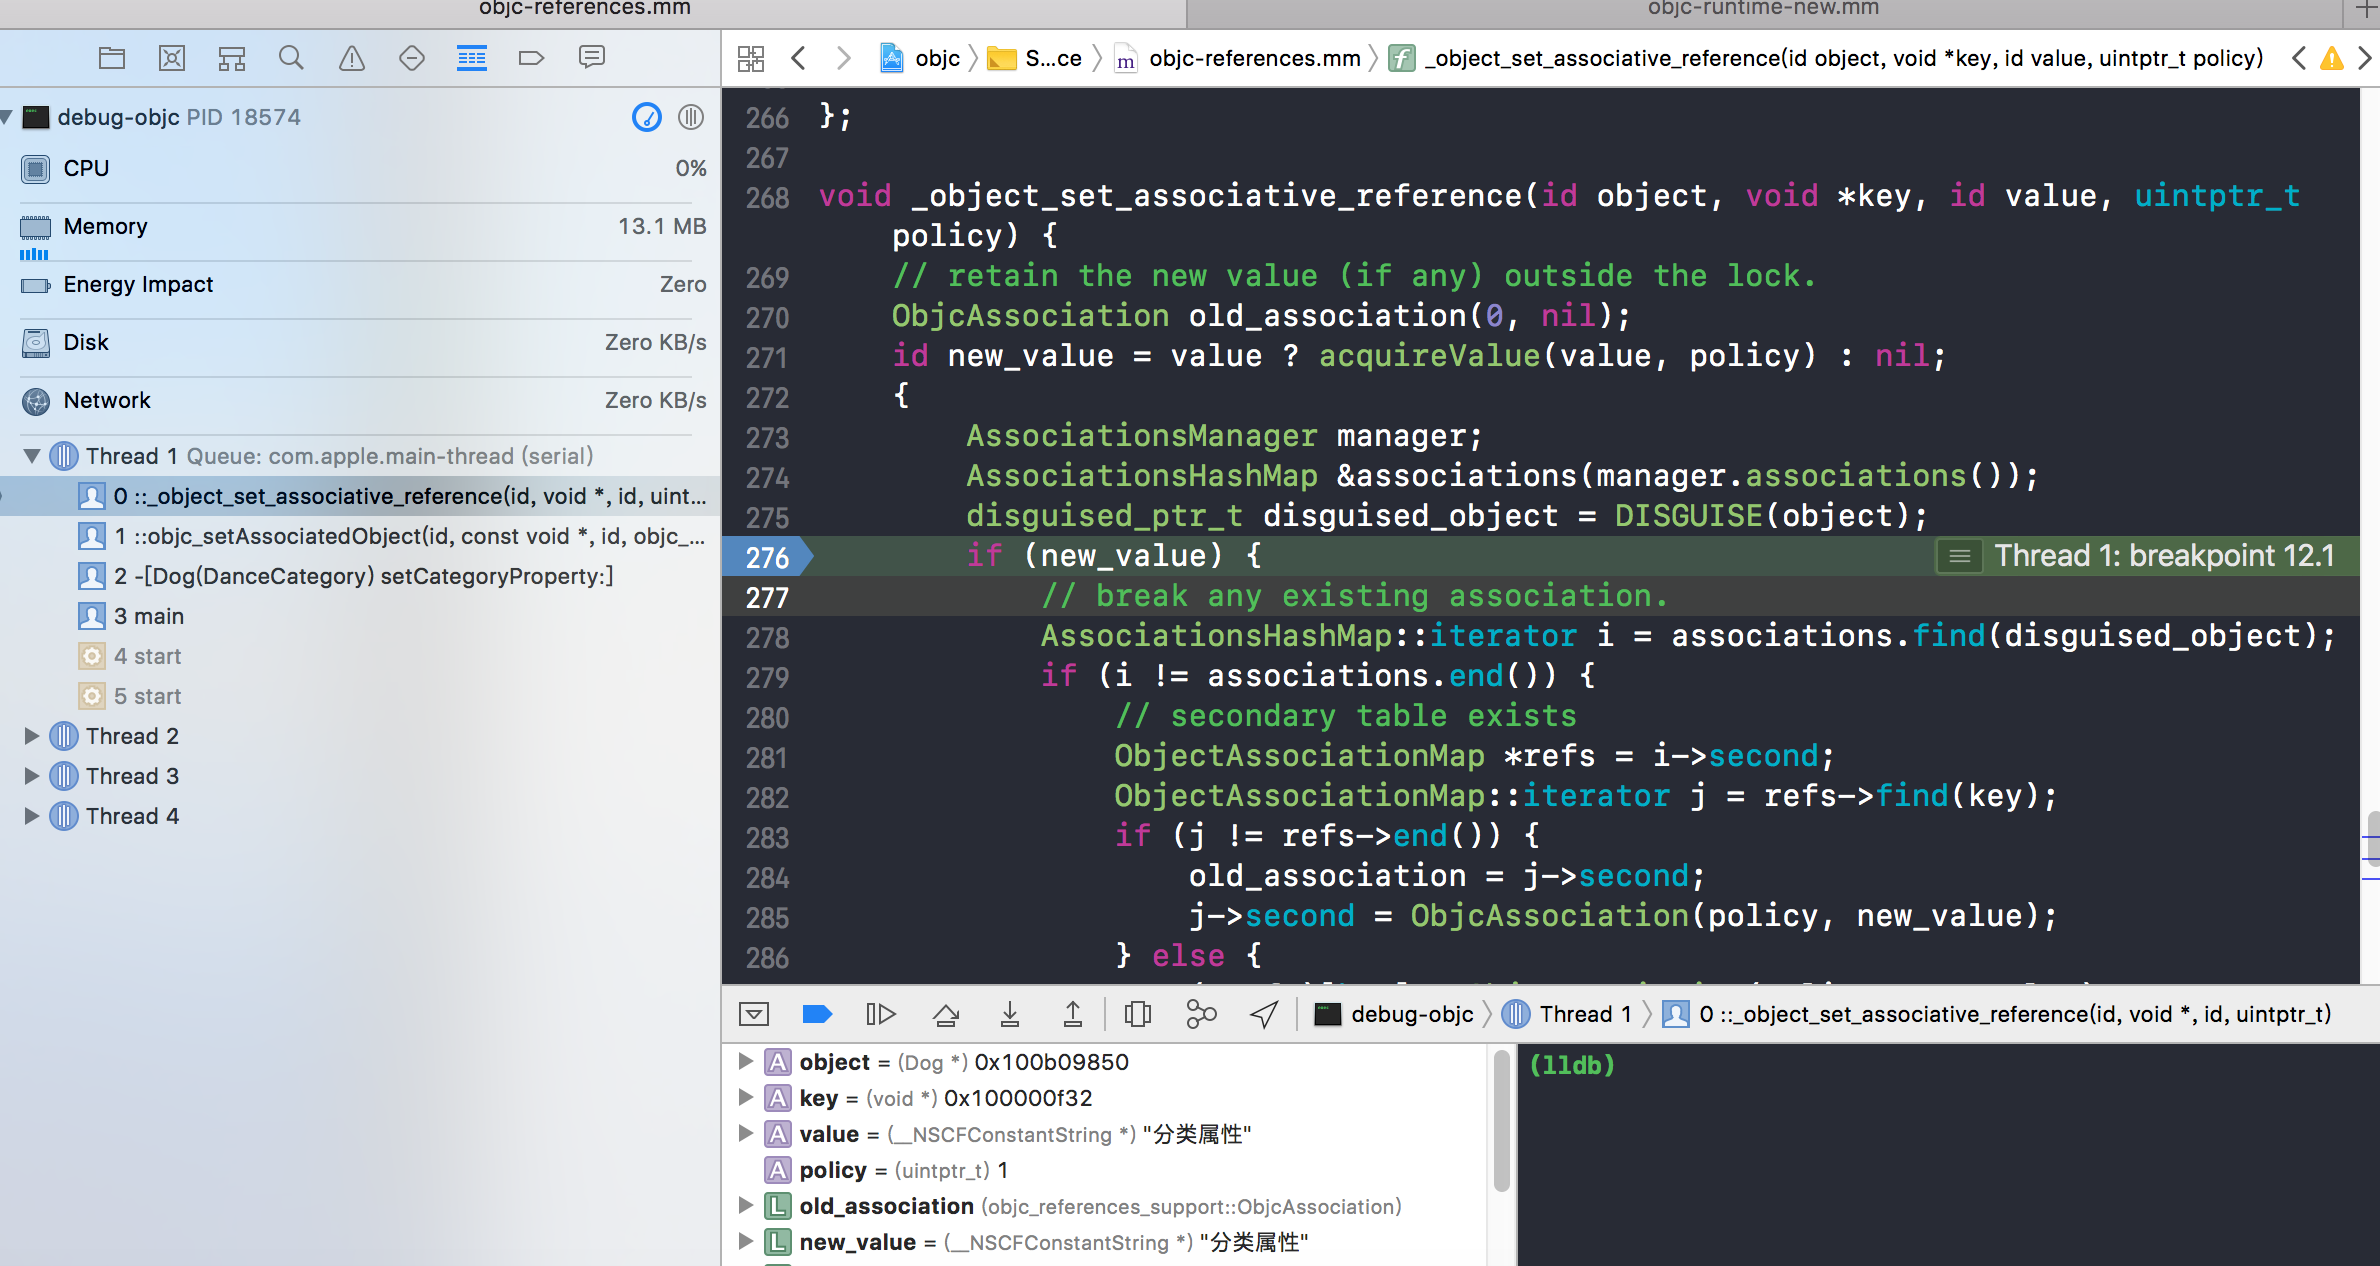 objc-references.mm
objc-runtime-new.mm
objc
S...ce
objc-references.mm
_object_set_associative_reference(id object, void *key, id value, uintptr_t policy)
debug-objc PID 18574
CPU 0%
Memory 13.1 MB
Energy Impact Zero
Disk Zero KB/s
Network Zero KB/s
Thread 1 Queue: com.apple.main-thread (serial)
0 ::_object_set_associative_reference(id, void *, id, uint...
1 ::objc_setAssociatedObject(id, const void *, id, objc_...
2 -[Dog(DanceCategory) setCategoryProperty:]
3 main
4 start
5 start
Thread 2
Thread 3
Thread 4
266 };
267
268 void _object_set_associative_reference(id object, void *key, id value, uintptr_t
policy) {
269 // retain the new value (if any) outside the lock.
270 ObjcAssociation old_association(0, nil);
271 id new_value = value ? acquireValue(value, policy) : nil;
272 {
273 AssociationsManager manager;
274 AssociationsHashMap &associations(manager.associations());
275 disguised_ptr_t disguised_object = DISGUISE(object);
276 if (new_value) {
Thread 1: breakpoint 12.1
277 // break any existing association.
278 AssociationsHashMap::iterator i = associations.find(disguised_object);
279 if (i != associations.end()) {
280 // secondary table exists
281 ObjectAssociationMap *refs = i->second;
282 ObjectAssociationMap::iterator j = refs->find(key);
283 if (j != refs->end()) {
284 old_association = j->second;
285 j->second = ObjcAssociation(policy, new_value);
286 } else {
debug-objc
Thread 1
0 ::_object_set_associative_reference(id, void *, id, uintptr_t)
A object = (Dog *) 0x100b09850
A key = (void *) 0x100000f32
A value = (__NSCFConstantString *) "分类属性"
A policy = (uintptr_t) 1
L old_association (objc_references_support::ObjcAssociation)
L new_value = (__NSCFConstantString *) "分类属性"
(lldb)